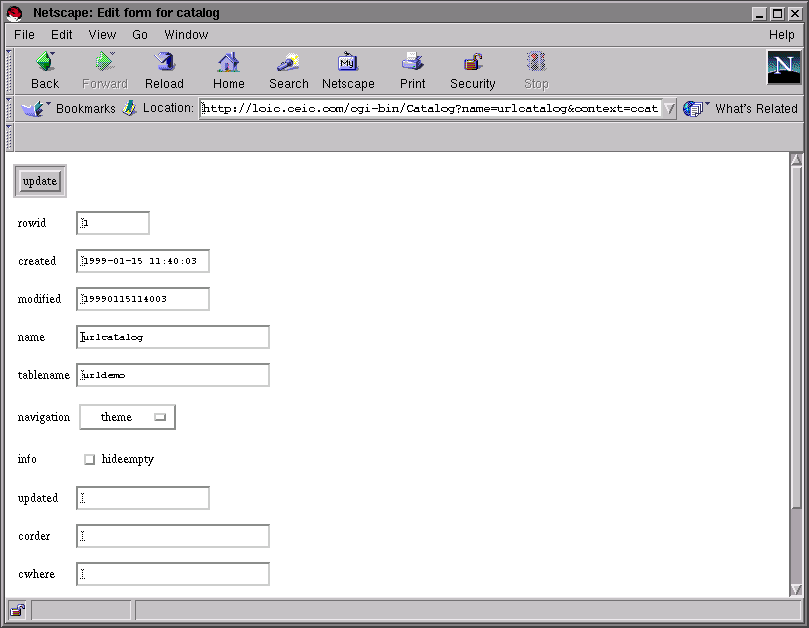 Netscape: Edit form for catalog
File Edit View Go Window Help
My
N
Back Forward Reload Home Search Netscape Print Security Stop
Bookmarks Location: http://loic.ceic.com/cgi-bin/Catalog?name=urlcatalog&context=ccat What's Related
update
rowid 1
created 1999-01-15 11:40:03
modified 19990115114003
name urlcatalog
tablename urldemo
navigation theme
info hideempty
updated
corder
cwhere